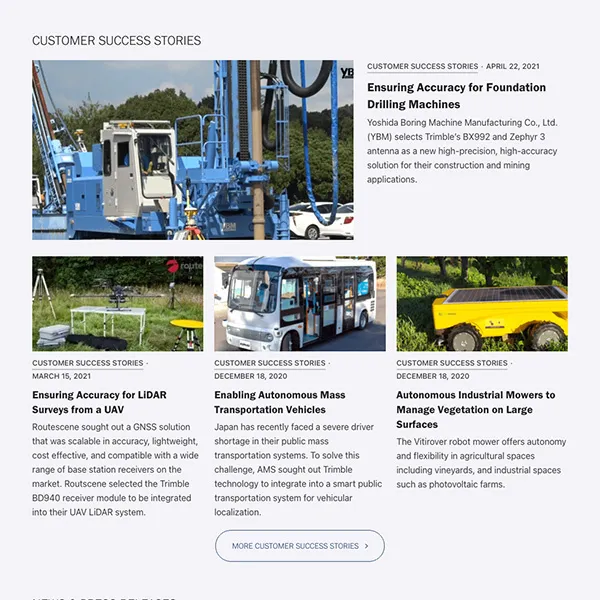 CUSTOMER SUCCESS STORIES
YB
CUSTOMER SUCCESS STORIES · APRIL 22, 2021
Ensuring Accuracy for Foundation
Drilling Machines
Yoshida Boring Machine Manufacturing Co., Ltd.
(YBM) selects Trimble's BX992 and Zephyr 3
antenna as a new high-precision, high-accuracy
solution for their construction and mining
applications.
YBM
routesc
CUSTOMER SUCCESS STORIES ·
MARCH 15, 2021
Ensuring Accuracy for LiDAR
Surveys from a UAV
Routescene sought out a GNSS solution
that was scalable in accuracy, lightweight,
cost effective, and compatible with a wide
range of base station receivers on the
market. Routescene selected the Trimble
BD940 receiver module to be integrated
into their UAV LiDAR system.
CUSTOMER SUCCESS STORIES ·
DECEMBER 18, 2020
Enabling Autonomous Mass
Transportation Vehicles
Japan has recently faced a severe driver
shortage in their public mass
transportation systems. To solve this
challenge, AMS sought out Trimble
technology to integrate into a smart public
transportation system for vehicular
localization.
CUSTOMER SUCCESS STORIES ·
DECEMBER 18, 2020
Autonomous Industrial Mowers to
Manage Vegetation on Large
Surfaces
The Vitirover robot mower offers autonomy
and flexibility in agricultural spaces
including vineyards, and industrial spaces
such as photovoltaic farms.
MORE CUSTOMER SUCCESS STORIES
NEWS & PRESS RELEASES